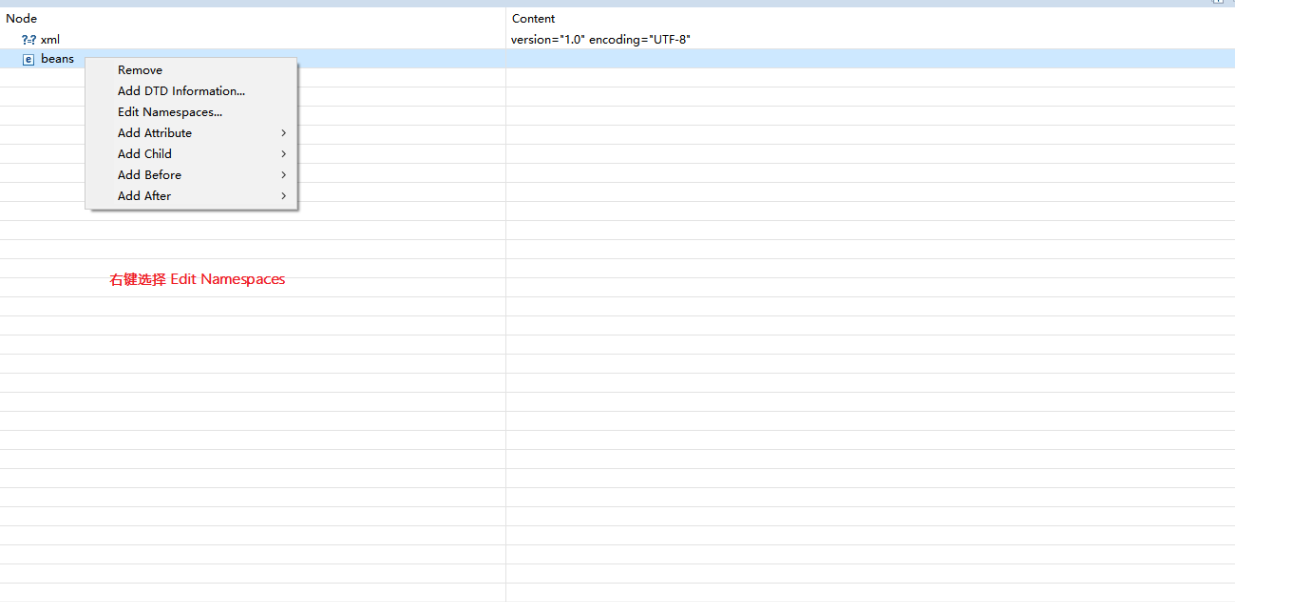 Node Content
?=? xml version="1.0" encoding="UTF-8"
e beans
Remove
Add DTD Information...
Edit Namespaces...
Add Attribute
Add Child
Add Before
Add After
右键选择 Edit Namespaces